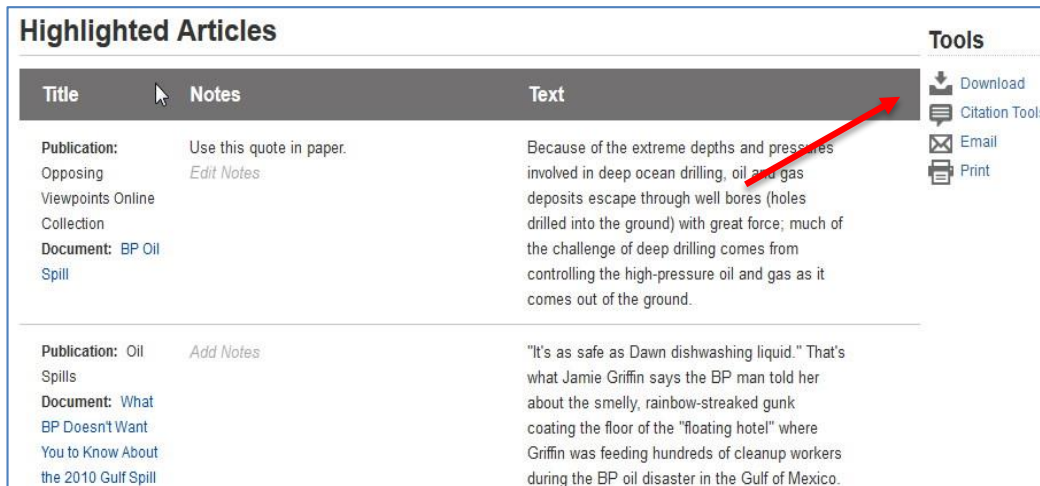 Highlighted Articles
Title Notes Text
Publication:
Opposing
Viewpoints Online
Collection
Document: BP Oil
Spill
Use this quote in paper.
Edit Notes
Because of the extreme depths and pressures
involved in deep ocean drilling, oil and gas
deposits escape through well bores (holes
drilled into the ground) with great force; much of
the challenge of deep drilling comes from
controlling the high-pressure oil and gas as it
comes out of the ground.
Publication: Oil
Spills
Document: What
BP Doesn't Want
You to Know About
the 2010 Gulf Spill
Add Notes
"It's as safe as Dawn dishwashing liquid." That's
what Jamie Griffin says the BP man told her
about the smelly, rainbow-streaked gunk
coating the floor of the "floating hotel" where
Griffin was feeding hundreds of cleanup workers
during the BP oil disaster in the Gulf of Mexico.
Tools
Download
Citation Tools
Email
Print